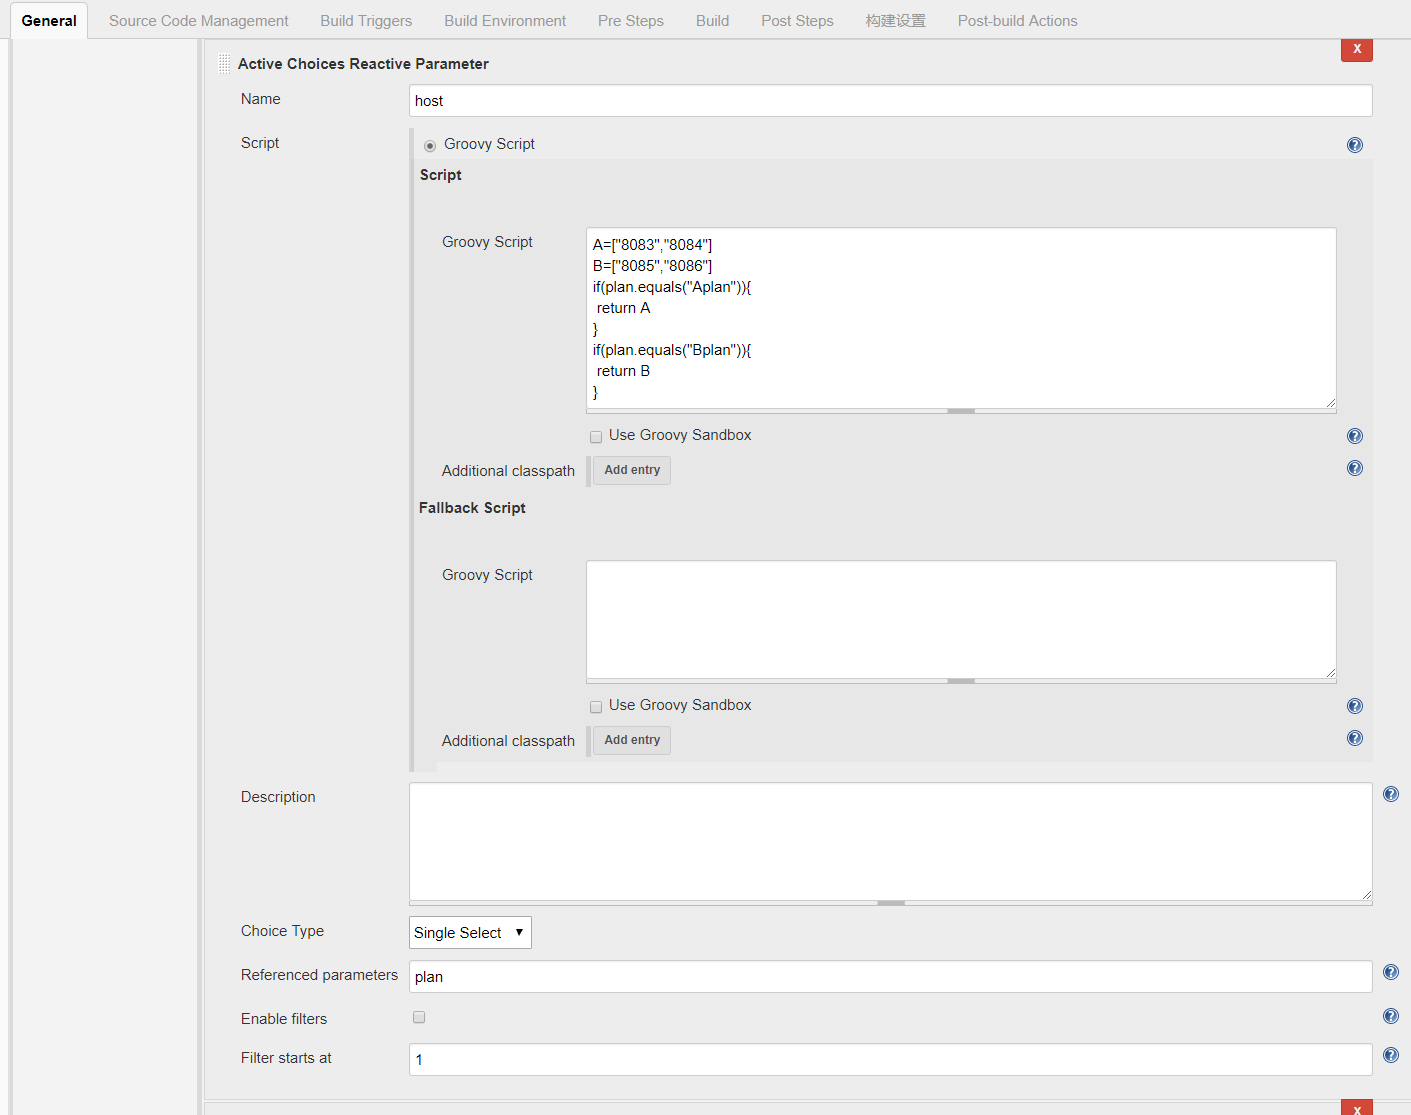 General Source Code Management Build Triggers Build Environment Pre Steps Build Post Steps 构建设置 Post-build Actions
X
Active Choices Reactive Parameter
Name host
Script Groovy Script
Script
Groovy Script
A=["8083","8084"]
B=["8085","8086"]
if(plan.equals("Aplan")){
return A
}
if(plan.equals("Bplan")){
return B
}
Use Groovy Sandbox
Additional classpath Add entry
Fallback Script
Groovy Script
Use Groovy Sandbox
Additional classpath Add entry
Description
Choice Type Single Select
Referenced parameters plan
Enable filters
Filter starts at 1
X